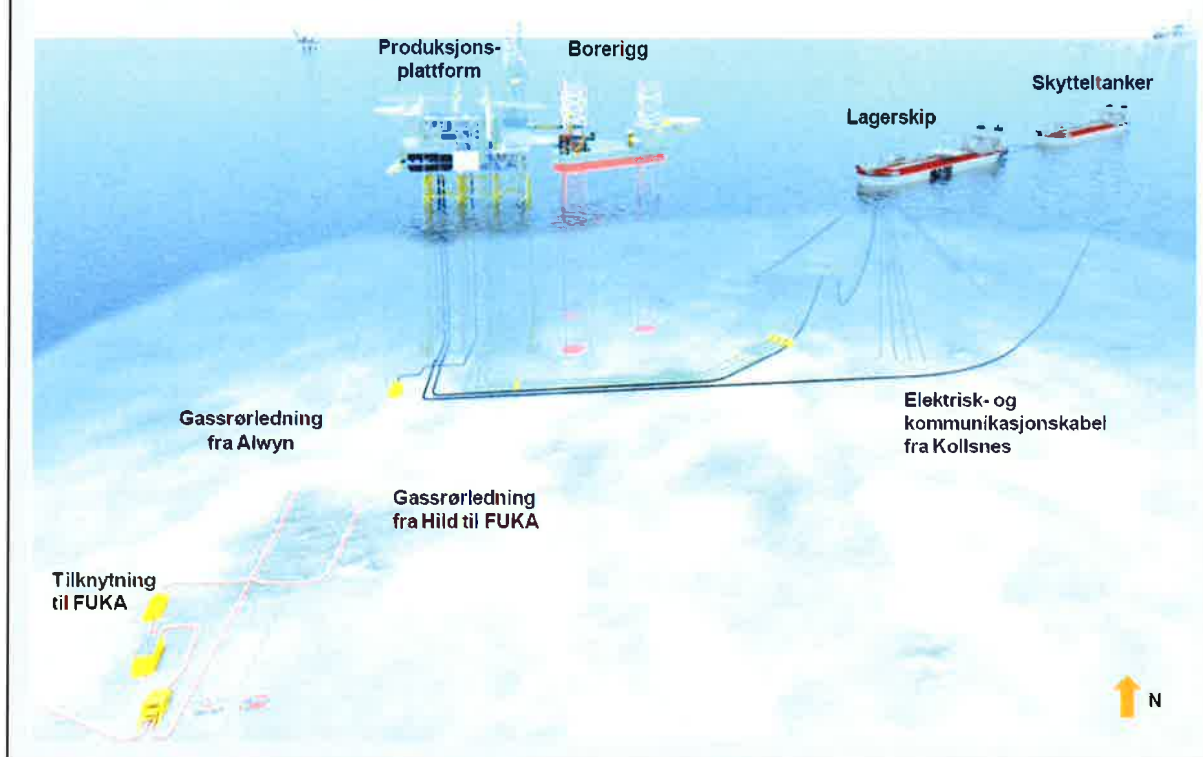 Produksjons-
plattform
Borerigg
Skytteltanker
Lagerskip
Gassrørledning
fra Alwyn
Elektrisk- og
kommunikasjonskabel
fra Kollsnes
Gassrørledning
fra Hild til FUKA
Tilknytning
til FUKA
N